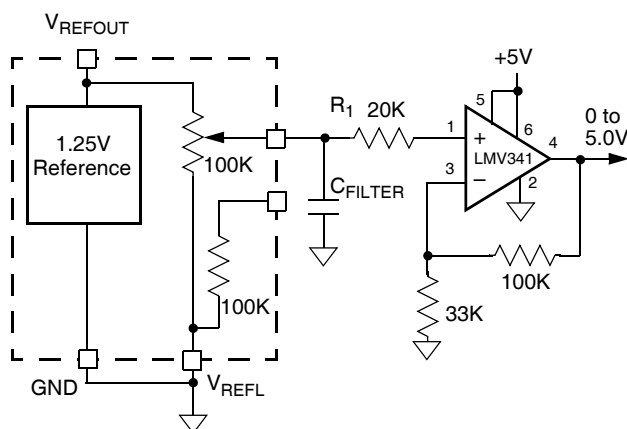 VREFOUT
+5V
1.25V
Reference
100K
R1
20K
CFILTER
100K
5
6
1
3
4
2
+
−
LMV341
0 to
5.0V
100K
33K
GND
VREFL